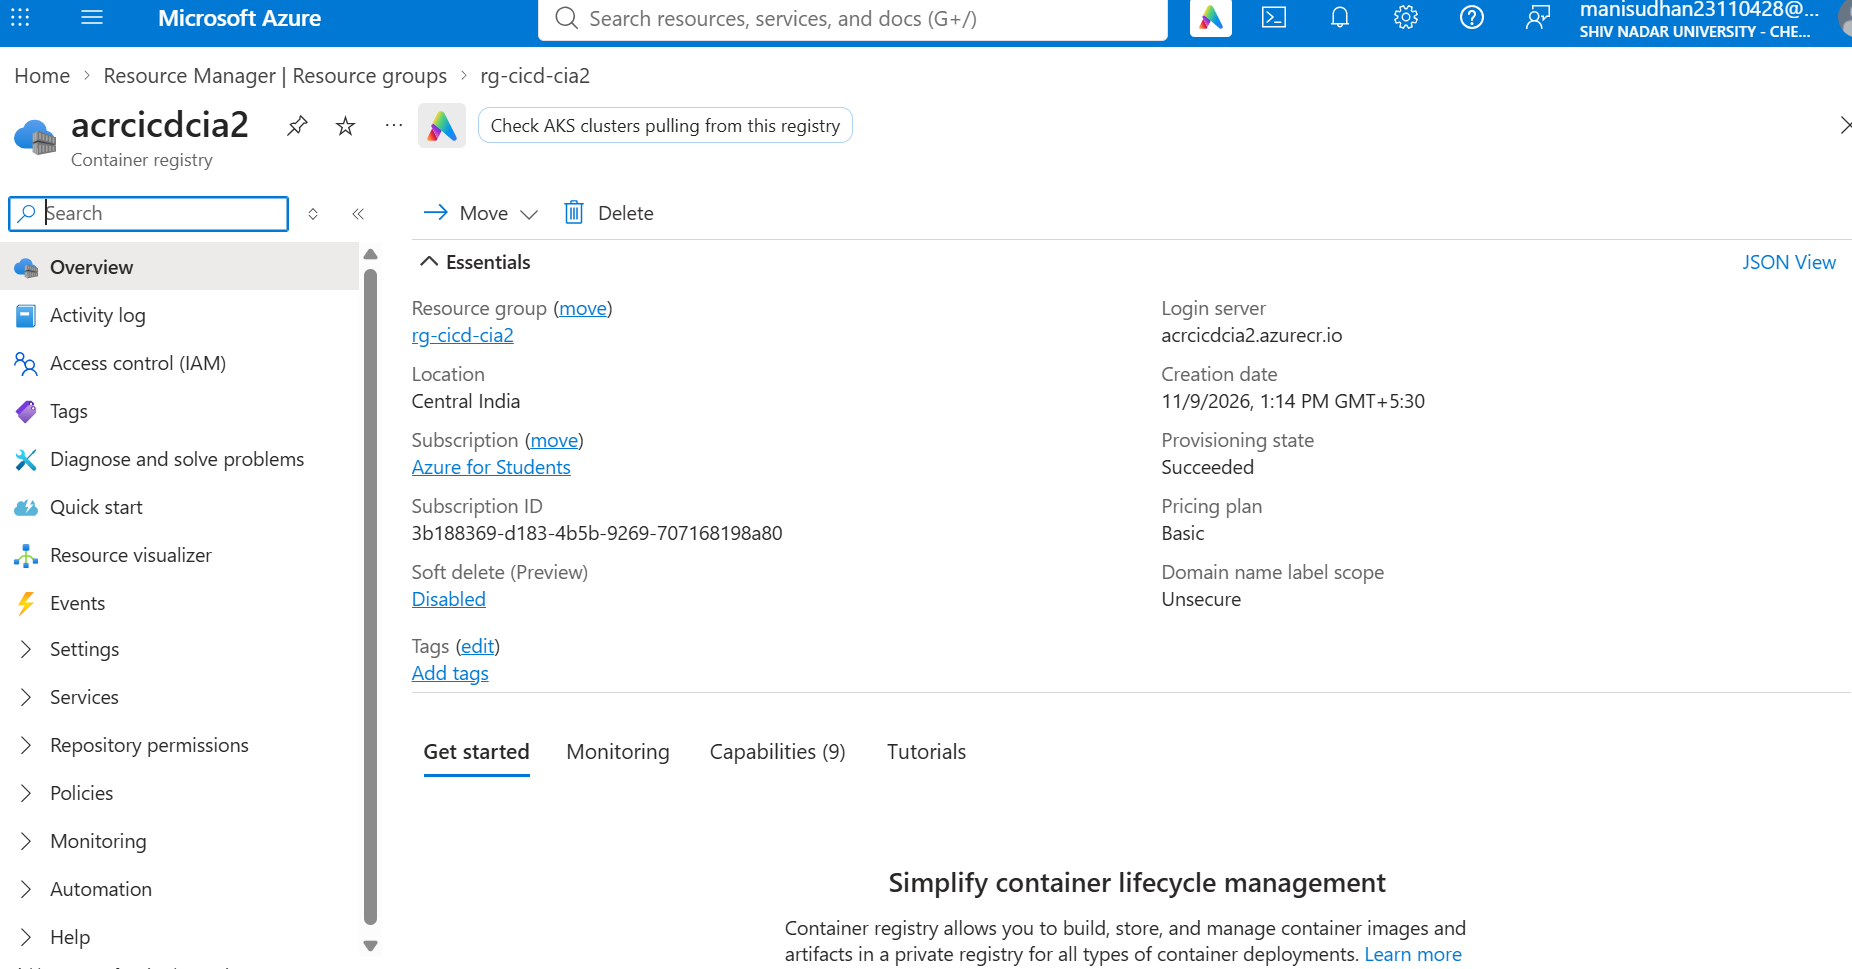 Microsoft Azure
Search resources, services, and docs (G+/)
manisudhan23110428@...
SHIV NADAR UNIVERSITY - CHE...
Home > Resource Manager | Resource groups > rg-cicd-cia2
acrcicdcia2
Container registry
Check AKS clusters pulling from this registry
Search
Overview
Activity log
Access control (IAM)
Tags
Diagnose and solve problems
Quick start
Resource visualizer
Events
Settings
Services
Repository permissions
Policies
Monitoring
Automation
Help
Move
Delete
Essentials
JSON View
Resource group (move)
rg-cicd-cia2
Location
Central India
Subscription (move)
Azure for Students
Subscription ID
3b188369-d183-4b5b-9269-707168198a80
Soft delete (Preview)
Disabled
Login server
acrcicdcia2.azurecr.io
Creation date
11/9/2026, 1:14 PM GMT+5:30
Provisioning state
Succeeded
Pricing plan
Basic
Domain name label scope
Unsecure
Tags (edit)
Add tags
Get started
Monitoring
Capabilities (9)
Tutorials
Simplify container lifecycle management
Container registry allows you to build, store, and manage container images and
artifacts in a private registry for all types of container deployments. Learn more